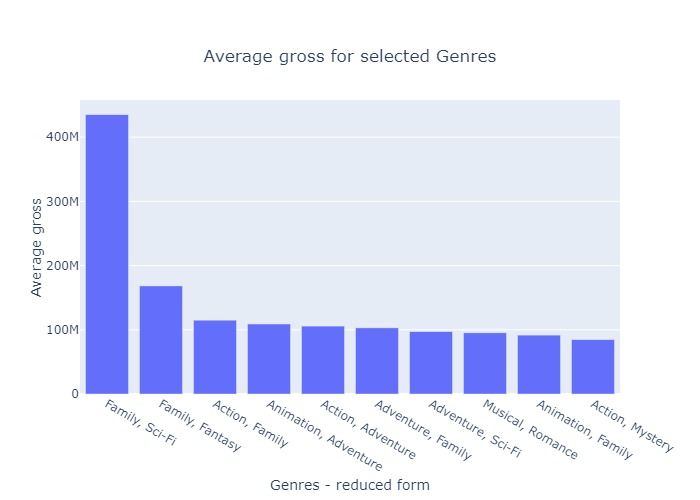 Average gross for selected Genres
Average gross
400M
300M
200M
100M
0
Family, Sci-Fi
Family, Fantasy
Action, Family
Animation, Adventure
Action, Adventure
Adventure, Family
Adventure, Sci-Fi
Musical, Romance
Animation, Family
Action, Mystery
Genres - reduced form